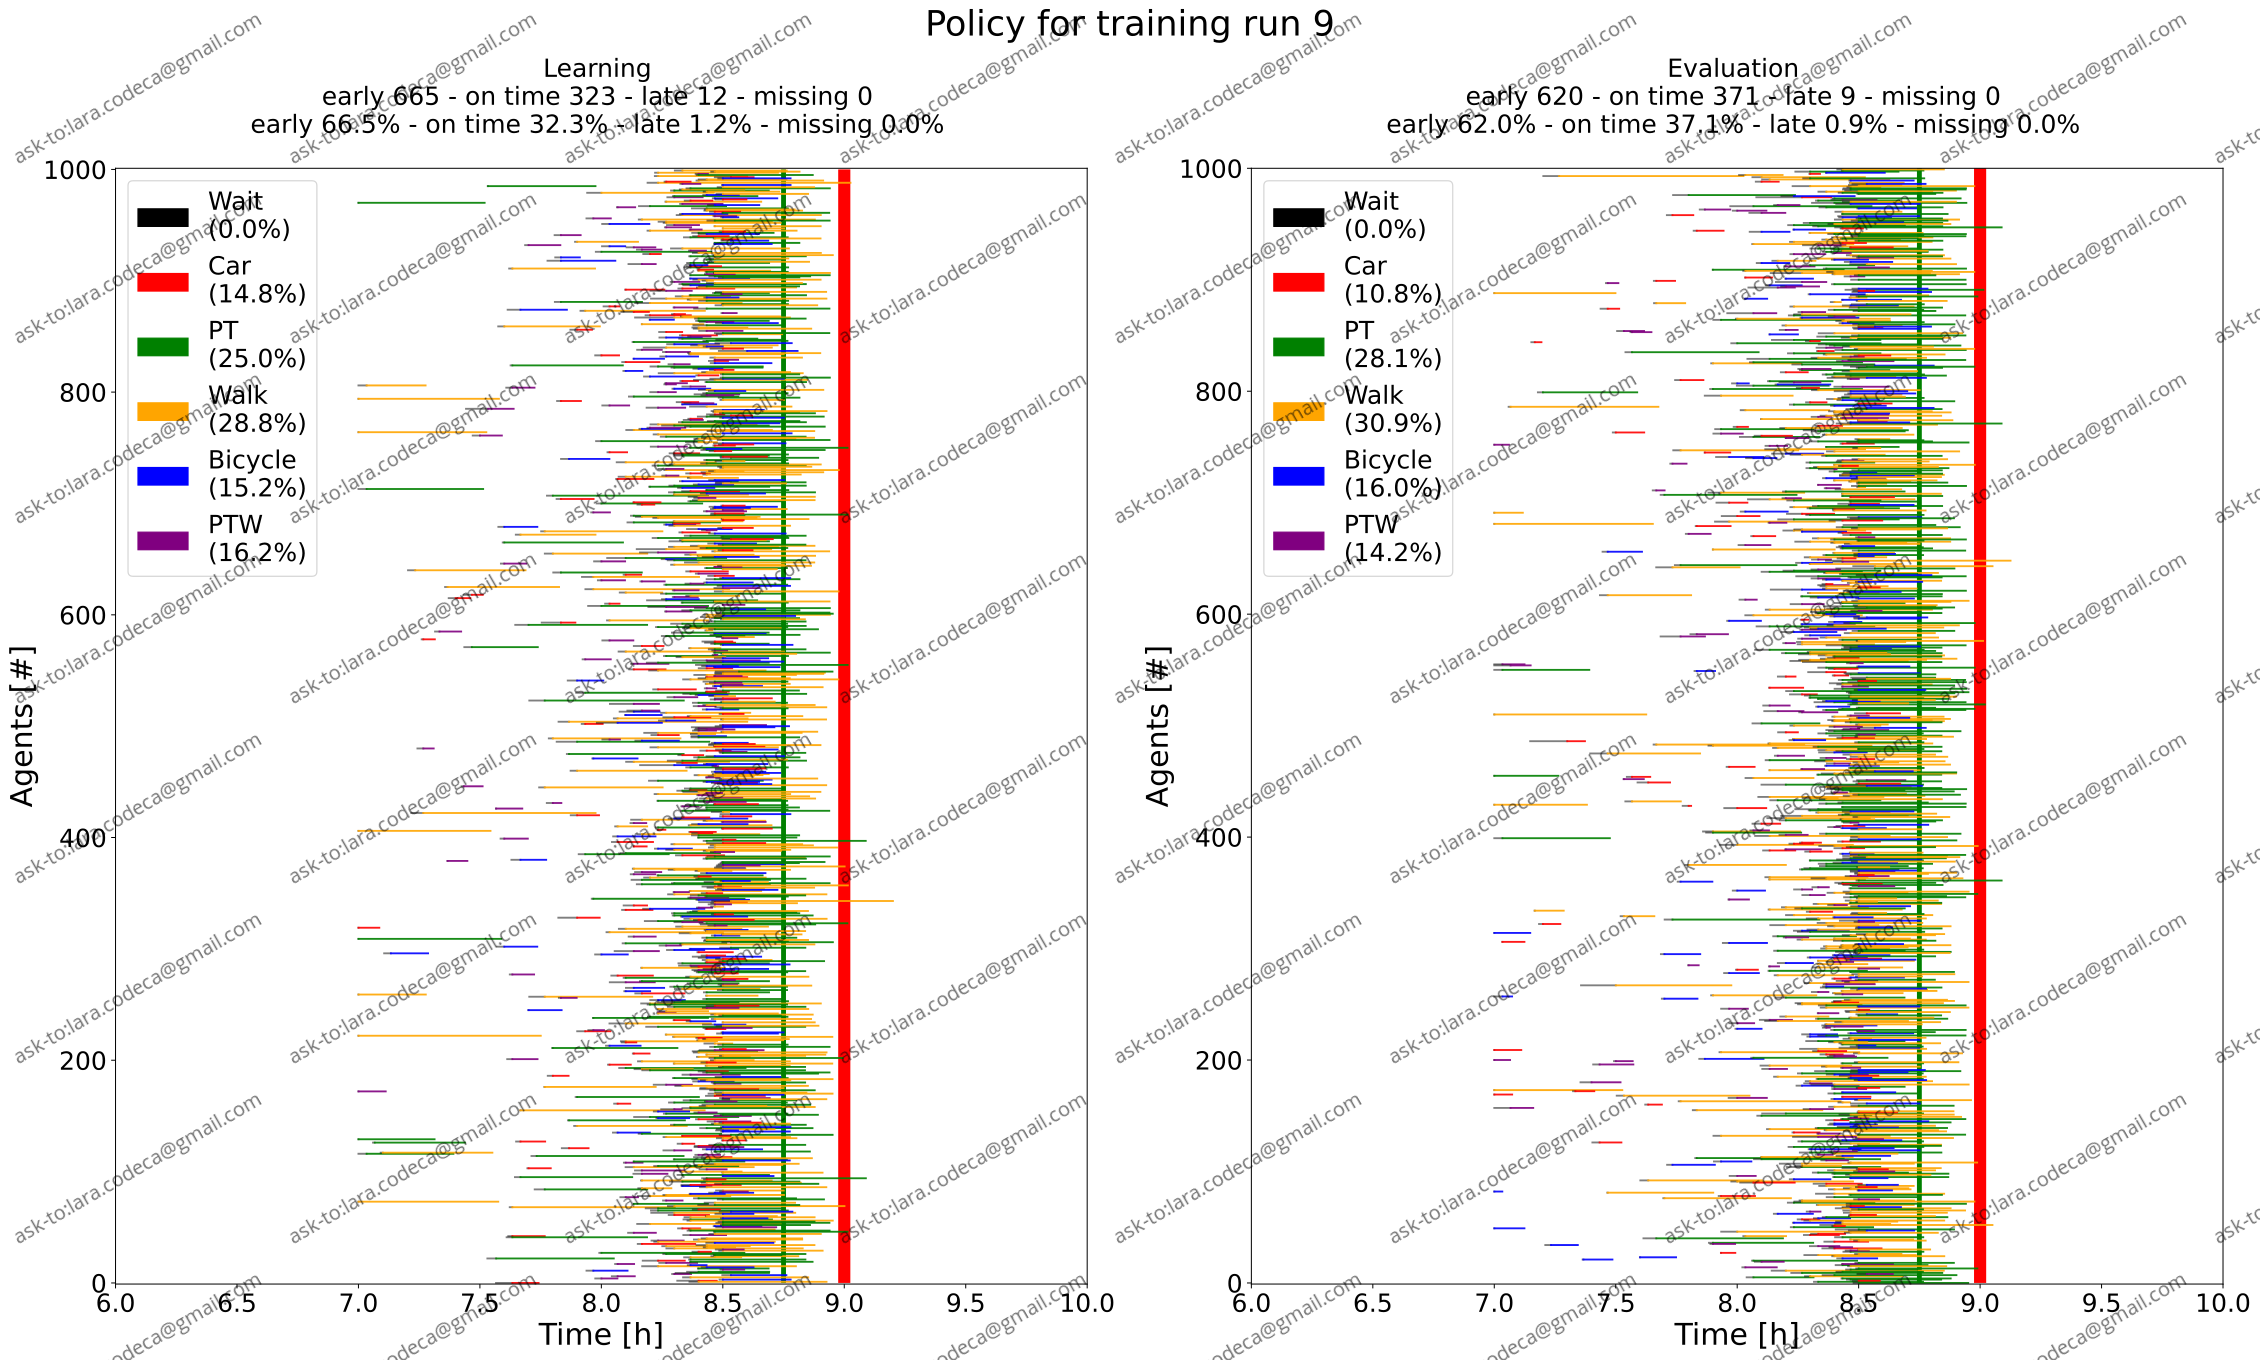 Policy for training run 9
Learning
early 665 - on time 323 - late 12 - missing 0
early 66.5% - on time 32.3% - late 1.2% - missing 0.0%
1000
800
600
400
200
0
Agents [#]
Wait
(0.0%)
Car
(14.8%)
PT
(25.0%)
Walk
(28.8%)
Bicycle
(15.2%)
PTW
(16.2%)
6.0 6.5 7.0 7.5 8.0 8.5 9.0 9.5 10.0
Time [h]
Evaluation
early 620 - on time 371 - late 9 - missing 0
early 62.0% - on time 37.1% - late 0.9% - missing 0.0%
1000
800
600
400
200
0
Agents [#]
Wait
(0.0%)
Car
(10.8%)
PT
(28.1%)
Walk
(30.9%)
Bicycle
(16.0%)
PTW
(14.2%)
6.0 6.5 7.0 7.5 8.0 8.5 9.0 9.5 10.0
Time [h]
ask-to:lara.codeca@gmail.com